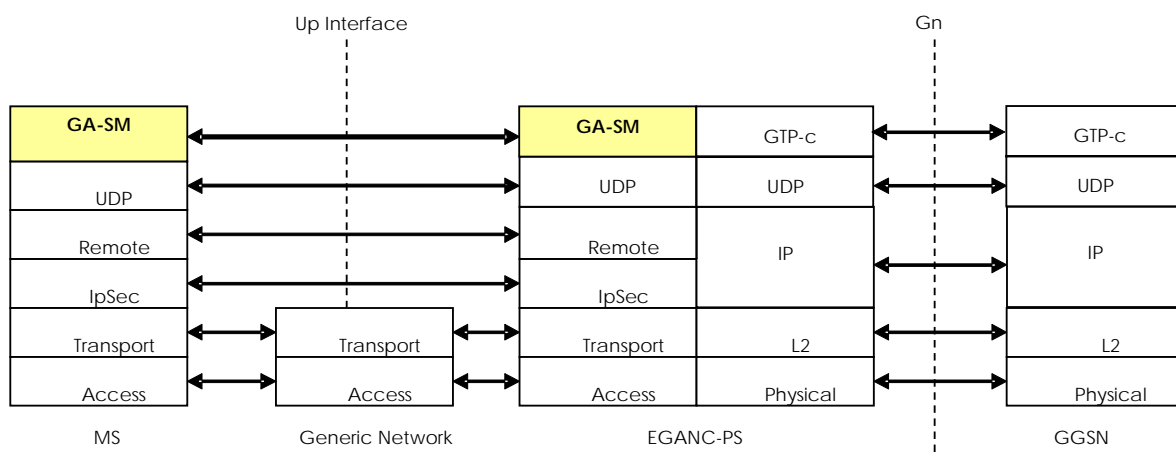 Up Interface Gn
GA-SM GA-SM GTP-c GTP-c
UDP UDP UDP UDP
Remote Remote IP IP
IpSec IpSec
Transport Transport Transport L2 L2
Access Access Access Physical Physical
MS Generic Network EGANC-PS GGSN